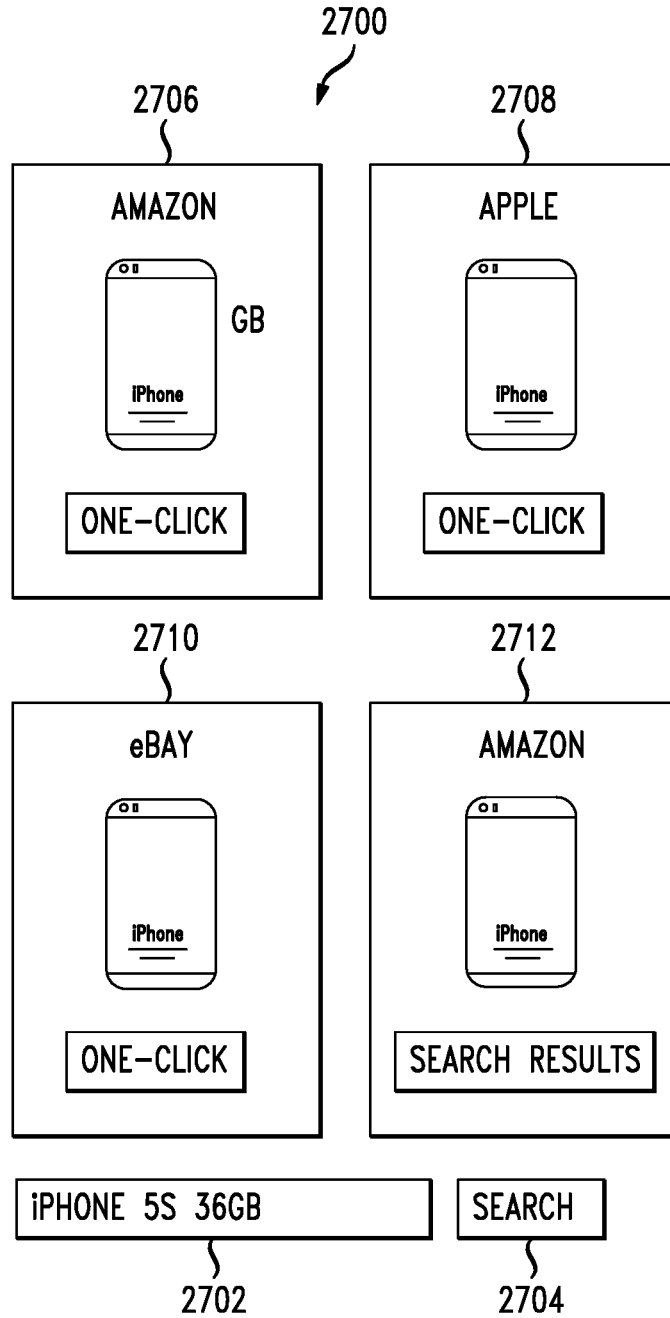 2700
2706
2708
AMAZON
GB
iPhone
ONE-CLICK
APPLE
iPhone
ONE-CLICK
2710
2712
eBAY
iPhone
ONE-CLICK
AMAZON
iPhone
SEARCH RESULTS
iPHONE 5S 36GB
SEARCH
2702
2704